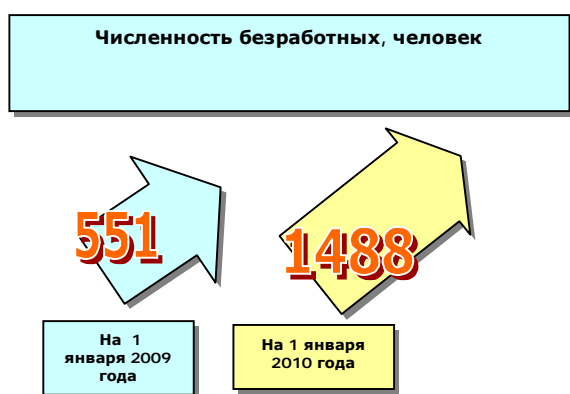 Численность безработных, человек
551
1488
На 1
января 2009
года
На 1 января
2010 года